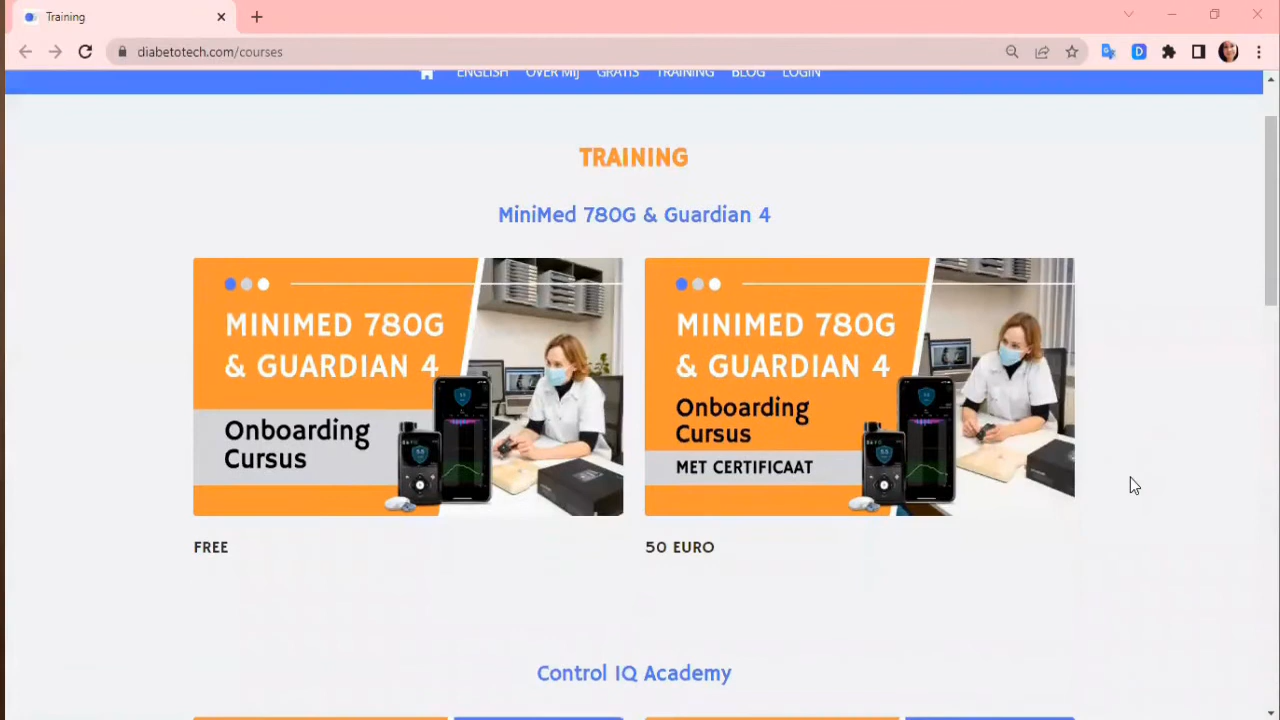 Training
diabetotech.com/courses
ENGLISH OVER MIJ GRATIS TRAINING BLOG LOGIN
TRAINING
MiniMed 780G & Guardian 4
MINIMED 780G
& GUARDIAN 4
Onboarding
Cursus
FREE
MINIMED 780G
& GUARDIAN 4
Onboarding
Cursus
MET CERTIFICAAT
50 EURO
Control IQ Academy